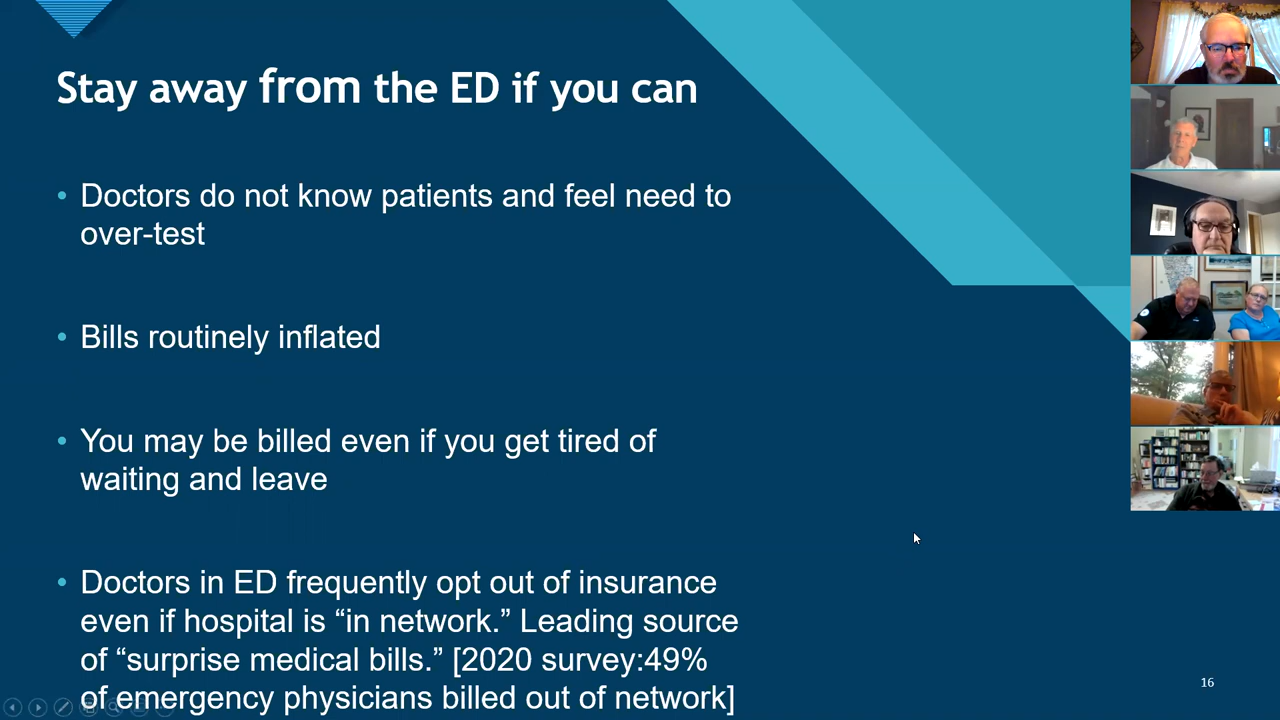 Stay away from the ED if you can
• Doctors do not know patients and feel need to
over-test
• Bills routinely inflated
• You may be billed even if you get tired of
waiting and leave
• Doctors in ED frequently opt out of insurance
even if hospital is “in network.” Leading source
of “surprise medical bills.” [2020 survey:49%
of emergency physicians billed out of network]
16